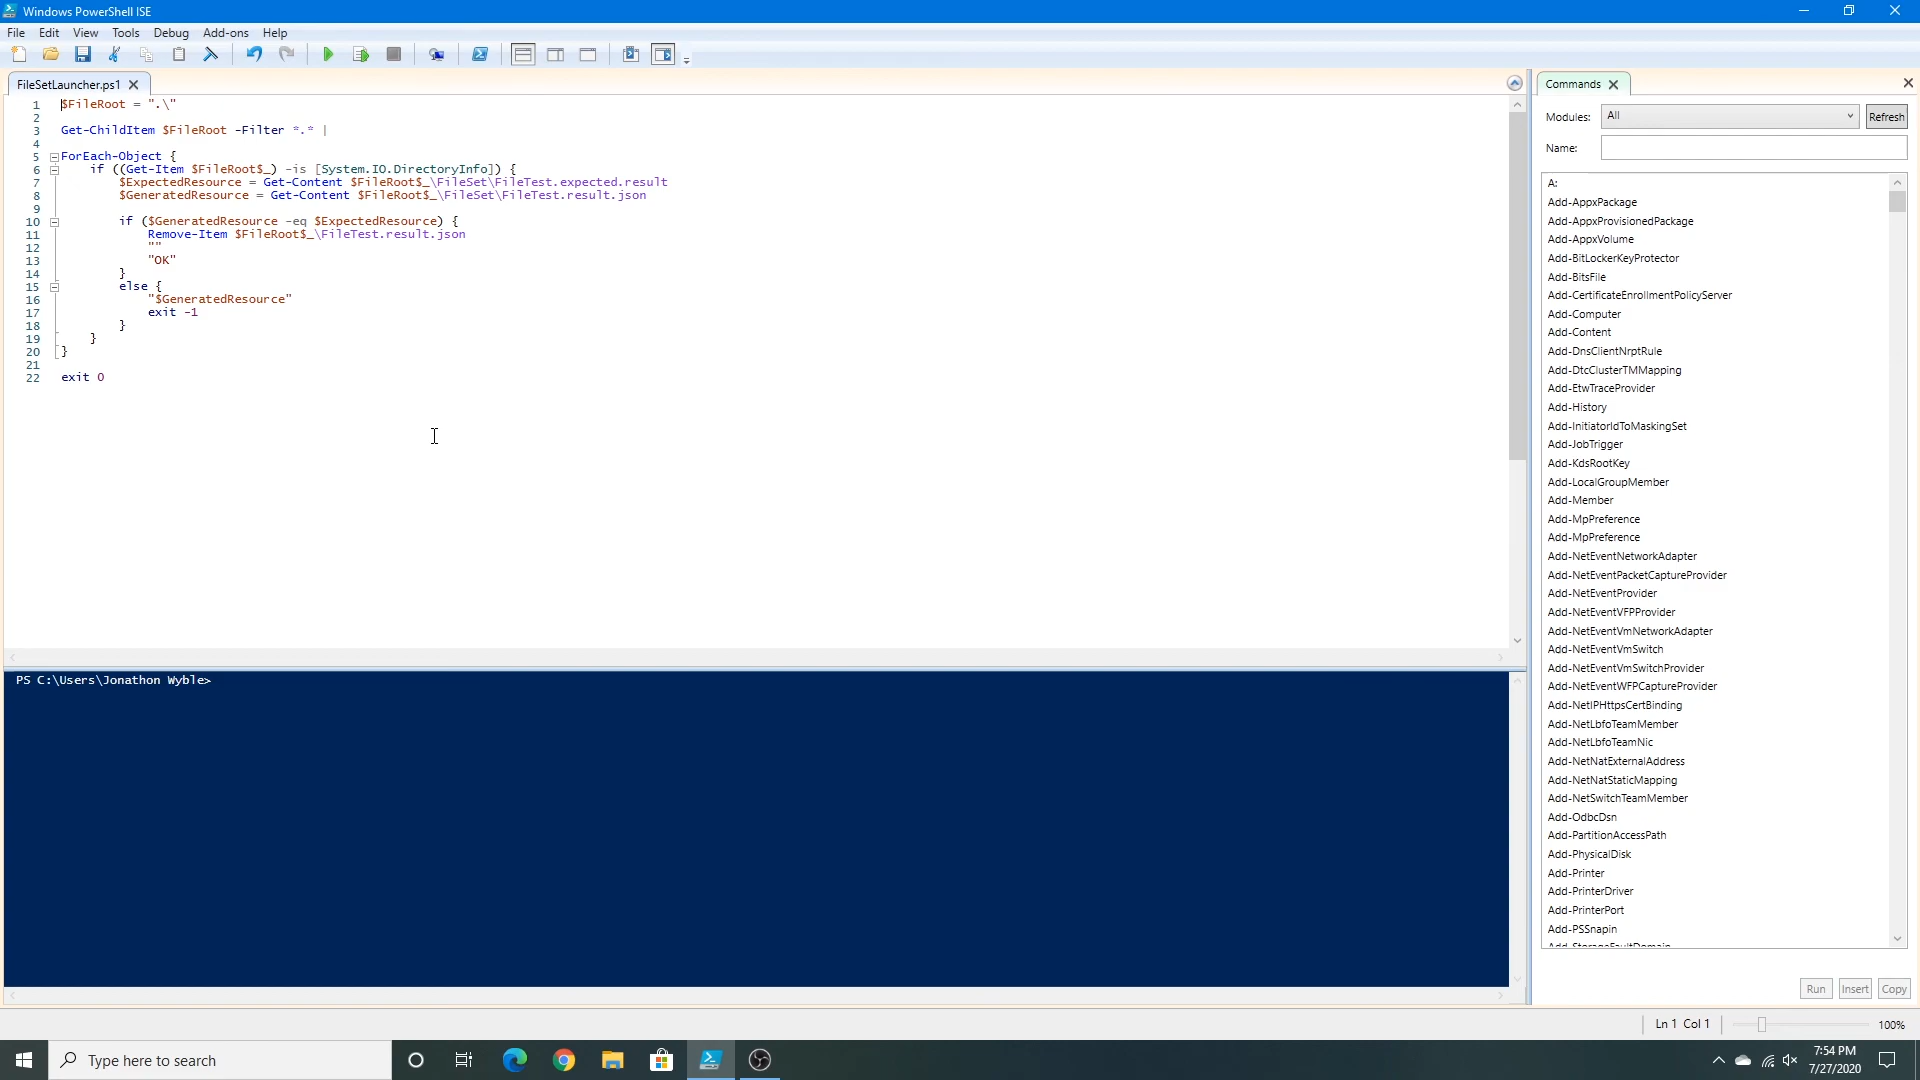 Windows PowerShell ISE
File Edit View Tools Debug Add-ons Help
FileSetLauncher.ps1
1 $FileRoot = ".\"
2
3 Get-ChildItem $FileRoot -Filter *.* |
4
5 ForEach-Object {
6 if ((Get-Item $FileRoot$_) -is [System.IO.DirectoryInfo]) {
7 $ExpectedResource = Get-Content $FileRoot$_\FileSet\FileTest.expected.result
8 $GeneratedResource = Get-Content $FileRoot$_\FileSet\FileTest.result.json
9
10 if ($GeneratedResource -eq $ExpectedResource) {
11 Remove-Item $FileRoot$_\FileTest.result.json
12 ""
13 "OK"
14 }
15 else {
16 "$GeneratedResource"
17 exit -1
18 }
19 }
20 }
21
22 exit 0
PS C:\Users\Jonathon Wyble>
Commands
Modules: All Refresh
Name:
A:
Add-AppxPackage
Add-AppxProvisionedPackage
Add-AppxVolume
Add-BitLockerKeyProtector
Add-BitsFile
Add-CertificateEnrollmentPolicyServer
Add-Computer
Add-Content
Add-DnsClientNrptRule
Add-DtcClusterTMMapping
Add-EtwTraceProvider
Add-History
Add-InitiatorIdToMaskingSet
Add-JobTrigger
Add-KdsRootKey
Add-LocalGroupMember
Add-Member
Add-MpPreference
Add-MpPreference
Add-NetEventNetworkAdapter
Add-NetEventPacketCaptureProvider
Add-NetEventProvider
Add-NetEventVFPProvider
Add-NetEventVmNetworkAdapter
Add-NetEventVmSwitch
Add-NetEventVmSwitchProvider
Add-NetEventWFPCaptureProvider
Add-NetIPHttpsCertBinding
Add-NetLbfoTeamMember
Add-NetLbfoTeamNic
Add-NetNatExternalAddress
Add-NetNatStaticMapping
Add-NetSwitchTeamMember
Add-OdbcDsn
Add-PartitionAccessPath
Add-PhysicalDisk
Add-Printer
Add-PrinterDriver
Add-PrinterPort
Add-PSSnapin
Add-StorageFaultDomain
Run Insert Copy
Ln 1 Col 1 100%
Type here to search
7:54 PM
7/27/2020